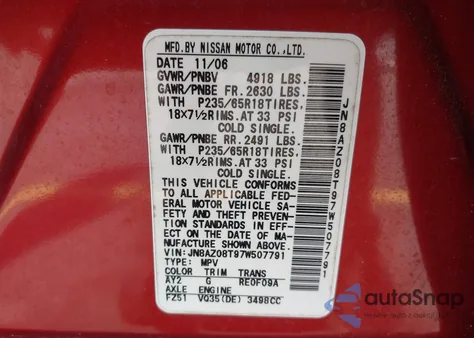 MFD.BY NISSAN MOTOR CO.,LTD.
DATE 11/06
GVWR/PNBV 4918 LBS.
GAWR/PNBE FR. 2630 LBS.
WITH P235/65R18TIRES,
18×7½RIMS.AT 33 PSI
COLD SINGLE.
GAWR/PNBE RR. 2491 LBS.
WITH P235/65R18TIRES,
18×7½RIMS.AT 33 PSI
COLD SINGLE.
THIS VEHICLE CONFORMS
TO ALL APPLICABLE FED-
ERAL MOTOR VEHICLE SA-
FETY AND THEFT PREVEN-
TION STANDARDS IN EFF-
ECT ON THE DATE OF MA-
NUFACTURE SHOWN ABOVE.
VIN:JN8AZ08T97W507791
TYPE: MPV
COLOR TRIM TRANS
AY2 G RE0F09A
AXLE ENGINE
FZ51 VQ35(DE) 3498CC
JN8AZ08T97W507791
autoSnap